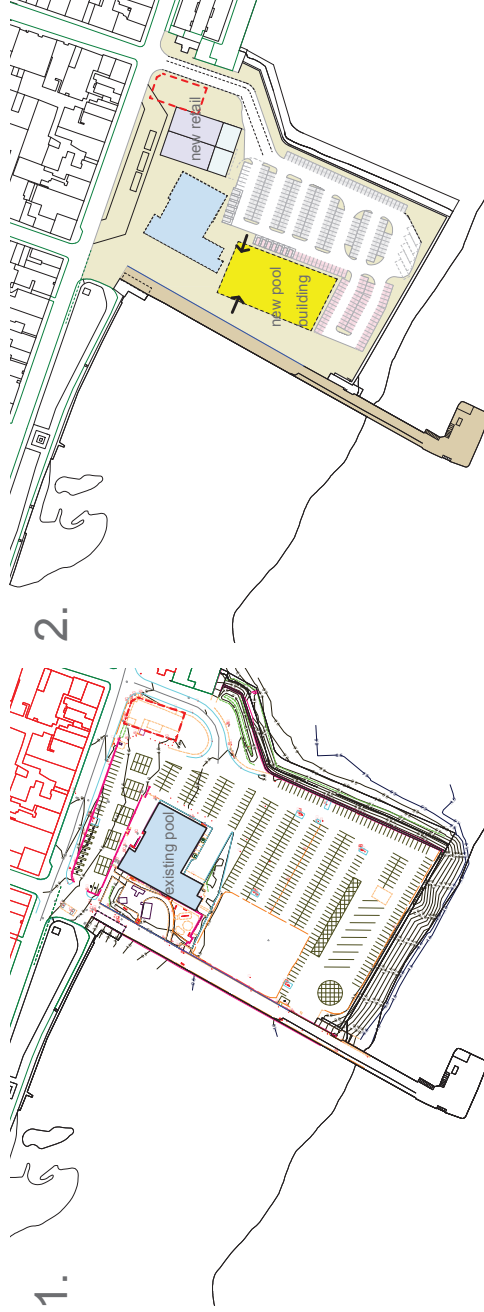 1.
existing pool
2.
new retail
new pool
building